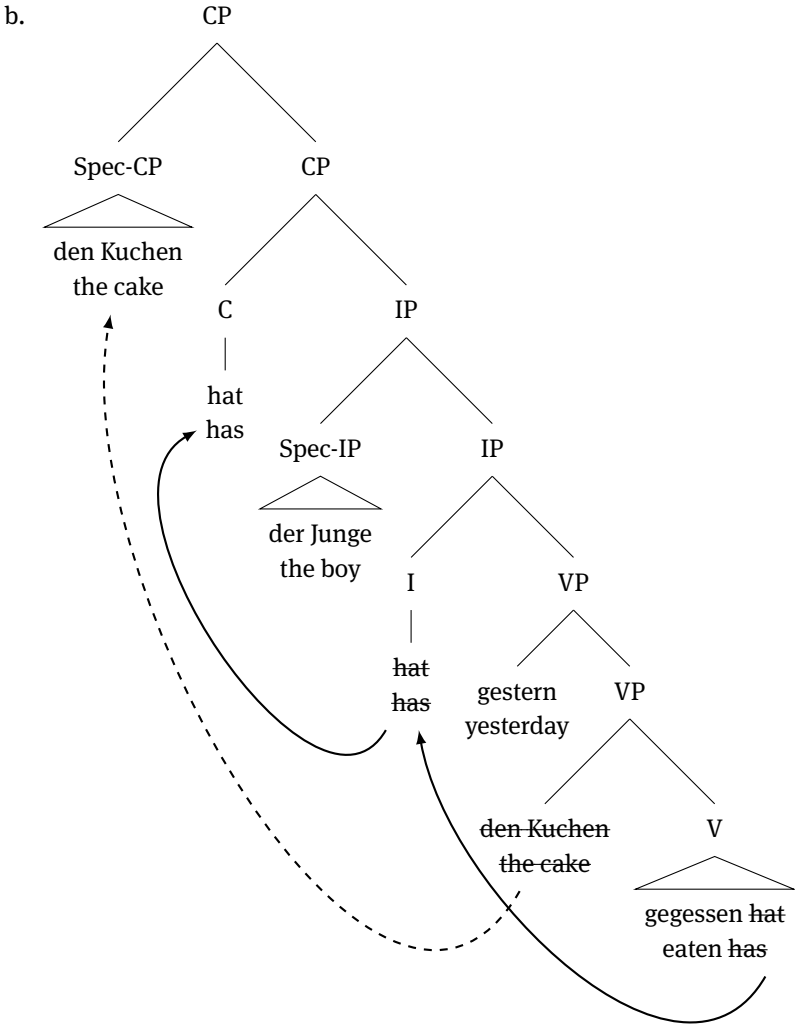 b.
CP
Spec-CP
CP
den Kuchen
the cake
C
IP
hat
has
Spec-IP
IP
der Junge
the boy
I
VP
hat
has
gestern
yesterday
VP
den Kuchen
the cake
V
gegessen hat
eaten has